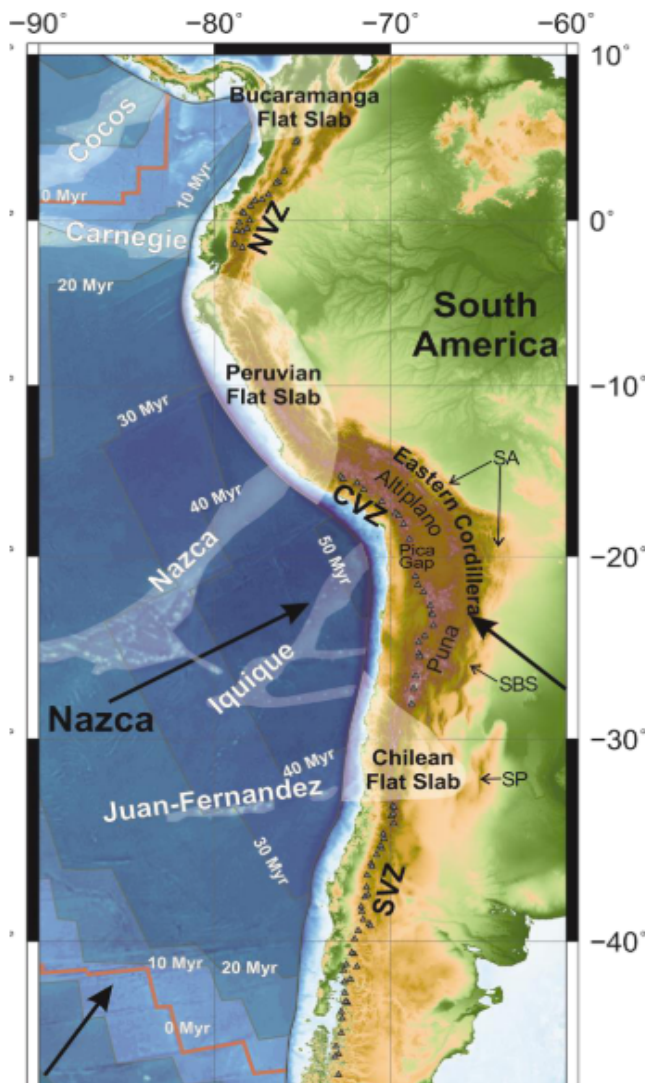 −90°
−80°
−70°
−60°
10°
Bucaramanga
Flat Slab
Cocos
0 Myr
10 Myr
NVZ
0°
Carnegie
20 Myr
South
America
Peruvian
Flat Slab
−10°
30 Myr
SA
Eastern Cordillera
Altiplano
40 Myr
CVZ
Nazca
50 Myr
Pica
Gap
−20°
Iquique
Puna
SBS
Nazca
−30°
40 Myr
Chilean
Flat Slab
SP
Juan-Fernandez
30 Myr
SVZ
−40°
10 Myr
20 Myr
0 Myr